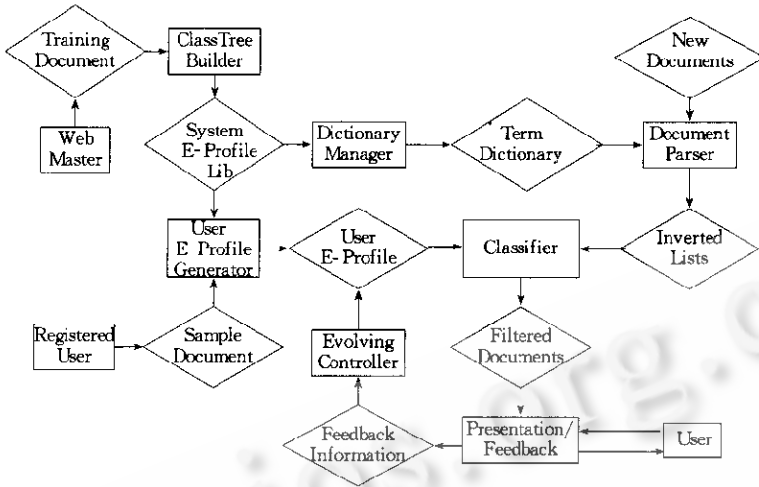 Training
Document
ClassTree
Builder
New
Documents
Web
Master
System
E-Profile
Lib
Dictionary
Manager
Term
Dictionary
Document
Parser
User
E-Profile
Generator
User
E-Profile
Classifier
Inverted
Lists
Registered
User
Sample
Document
Evolving
Controller
Filtered
Documents
Feedback
Information
Presentation/
Feedback
User
.org.c